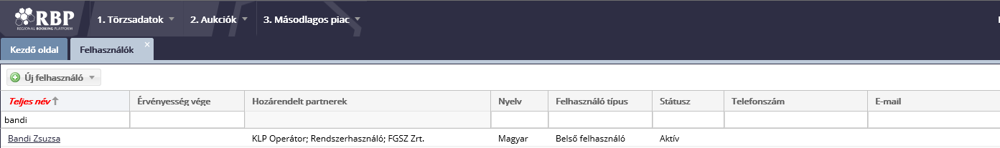 RBP
REGIONAL BOOKING PLATFORM
1. Törzsadatok 2. Aukciók 3. Másodlagos piac
Kezdő oldal Felhasználók
Új felhasználó
Teljes név Érvényesség vége Hozárendelt partnerek Nyelv Felhasználó típus Státusz Telefonszám E-mail
bandi
Bandi Zsuzsa KLP Operátor; Rendszerhasználó; FGSZ Zrt. Magyar Belső felhasználó Aktív